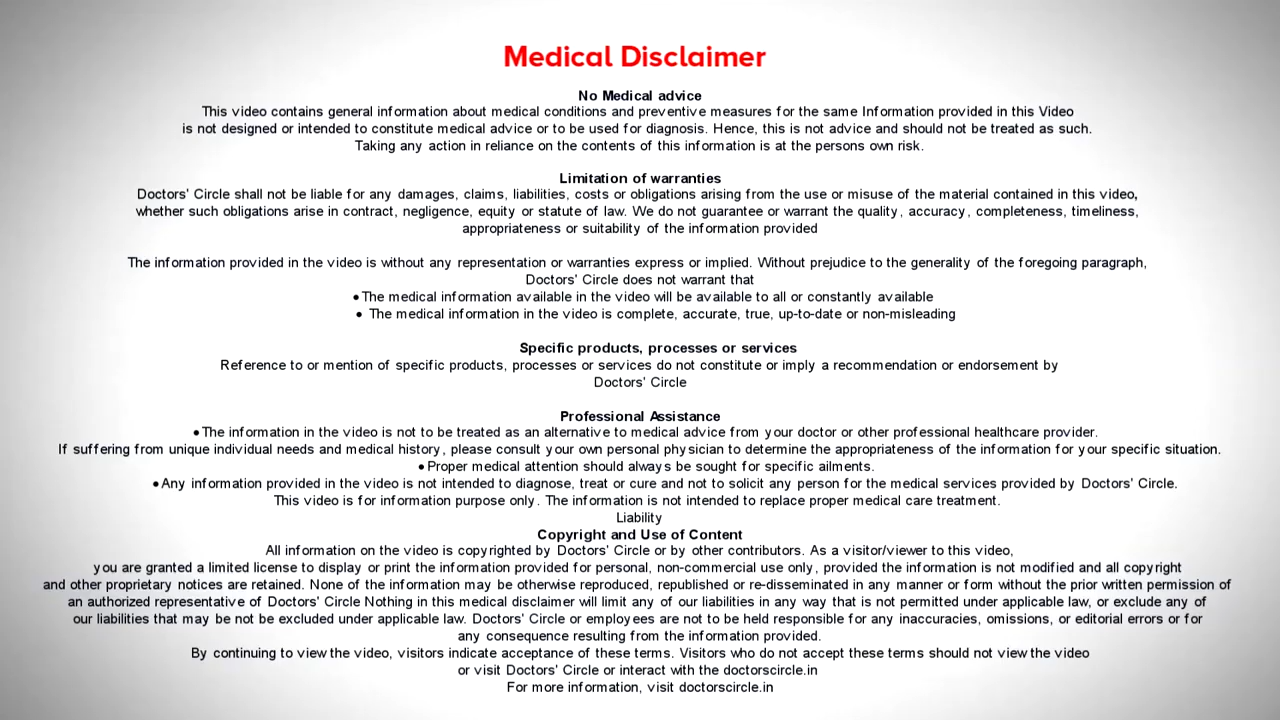 Medical Disclaimer
No Medical advice
This video contains general information about medical conditions and preventive measures for the same Information provided in this Video
is not designed or intended to constitute medical advice or to be used for diagnosis. Hence, this is not advice and should not be treated as such.
Taking any action in reliance on the contents of this information is at the persons own risk.
Limitation of warranties
Doctors' Circle shall not be liable for any damages, claims, liabilities, costs or obligations arising from the use or misuse of the material contained in this video,
whether such obligations arise in contract, negligence, equity or statute of law. We do not guarantee or warrant the quality, accuracy, completeness, timeliness,
appropriateness or suitability of the information provided
The information provided in the video is without any representation or warranties express or implied. Without prejudice to the generality of the foregoing paragraph,
Doctors' Circle does not warrant that
• The medical information available in the video will be available to all or constantly available
• The medical information in the video is complete, accurate, true, up-to-date or non-misleading
Specific products, processes or services
Reference to or mention of specific products, processes or services do not constitute or imply a recommendation or endorsement by
Doctors' Circle
Professional Assistance
• The information in the video is not to be treated as an alternative to medical advice from your doctor or other professional healthcare provider.
If suffering from unique individual needs and medical history, please consult your own personal physician to determine the appropriateness of the information for your specific situation.
• Proper medical attention should always be sought for specific ailments.
• Any information provided in the video is not intended to diagnose, treat or cure and not to solicit any person for the medical services provided by Doctors' Circle.
This video is for information purpose only. The information is not intended to replace proper medical care treatment.
Liability
Copyright and Use of Content
All information on the video is copyrighted by Doctors' Circle or by other contributors. As a visitor/viewer to this video,
you are granted a limited license to display or print the information provided for personal, non-commercial use only, provided the information is not modified and all copyright
and other proprietary notices are retained. None of the information may be otherwise reproduced, republished or re-disseminated in any manner or form without the prior written permission of
an authorized representative of Doctors' Circle Nothing in this medical disclaimer will limit any of our liabilities in any way that is not permitted under applicable law, or exclude any of
our liabilities that may be not be excluded under applicable law. Doctors' Circle or employees are not to be held responsible for any inaccuracies, omissions, or editorial errors or for
any consequence resulting from the information provided.
By continuing to view the video, visitors indicate acceptance of these terms. Visitors who do not accept these terms should not view the video
or visit Doctors' Circle or interact with the doctorscircle.in
For more information, visit doctorscircle.in